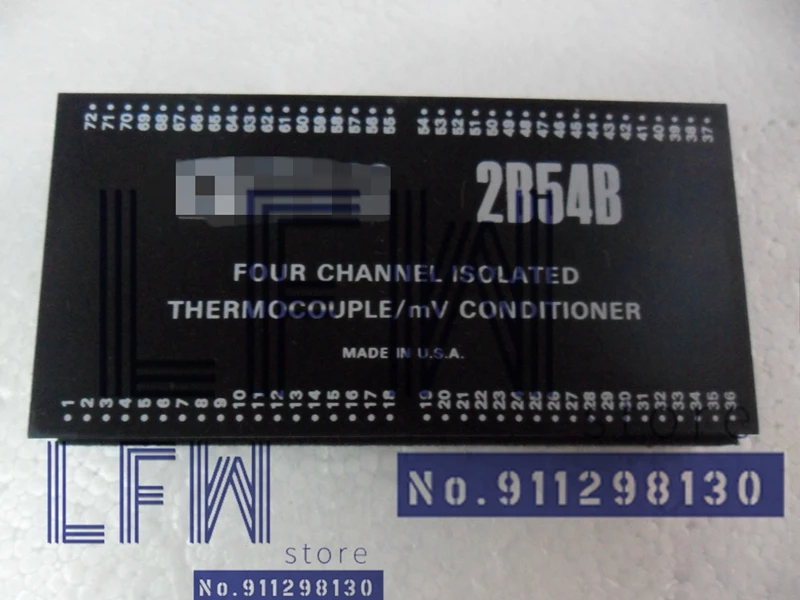 72 71 70 69 68 67 66 65 64 63 62 61 60 59 58 57 56 55 54 53 52 51 50 49 48 47 46 45 44 43 42 41 40 39 38 37
2B54B
FOUR CHANNEL ISOLATED
THERMOCOUPLE/mV CONDITIONER
MADE IN U.S.A.
1 2 3 4 5 6 7 8 9 10 11 12 13 14 15 16 17 18 19 20 21 22 23 24 25 26 27 28 29 30 31 32 33 34 35 36
LFW
store
LFW
store
No.911298130
No.911298130